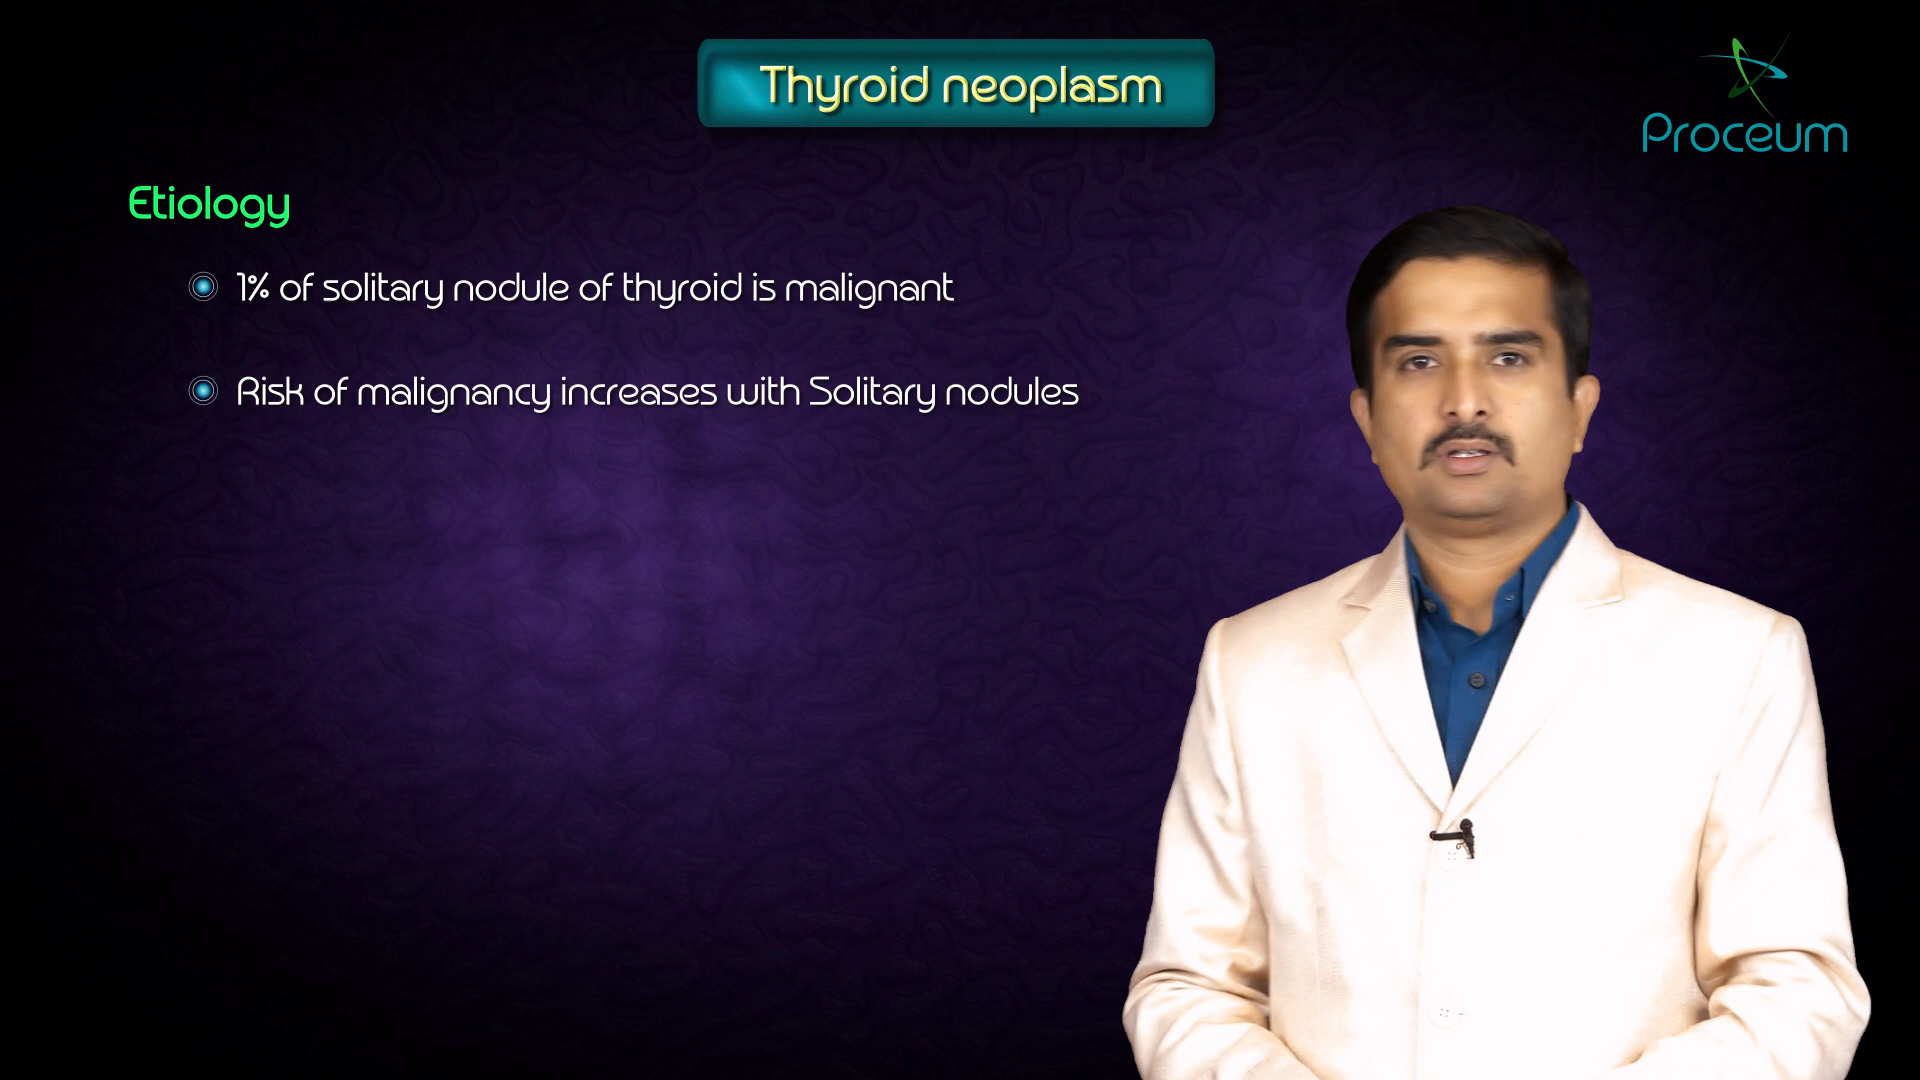 Thyroid neoplasm
Proceum
Etiology
1% of solitary nodule of thyroid is malignant
Risk of malignancy increases with Solitary nodules